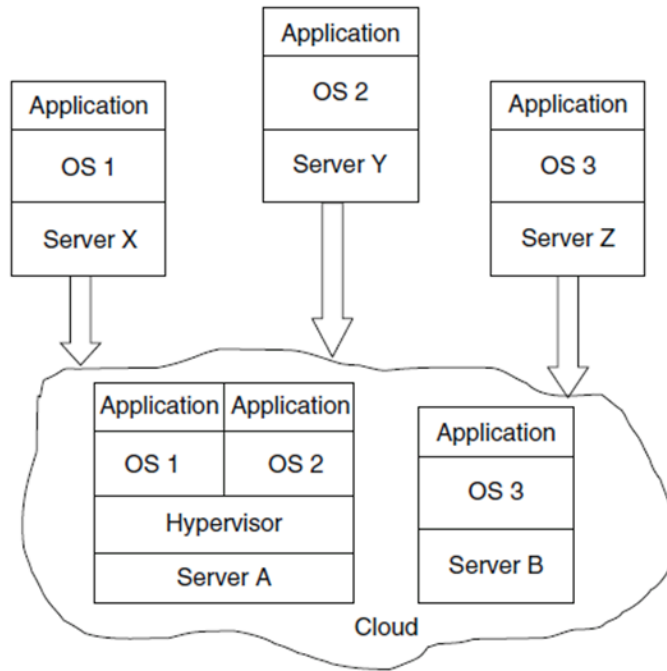 Application
OS 1
Server X
Application
OS 2
Server Y
Application
OS 3
Server Z
Application Application
OS 1 OS 2
Hypervisor
Server A
Application
OS 3
Server B
Cloud